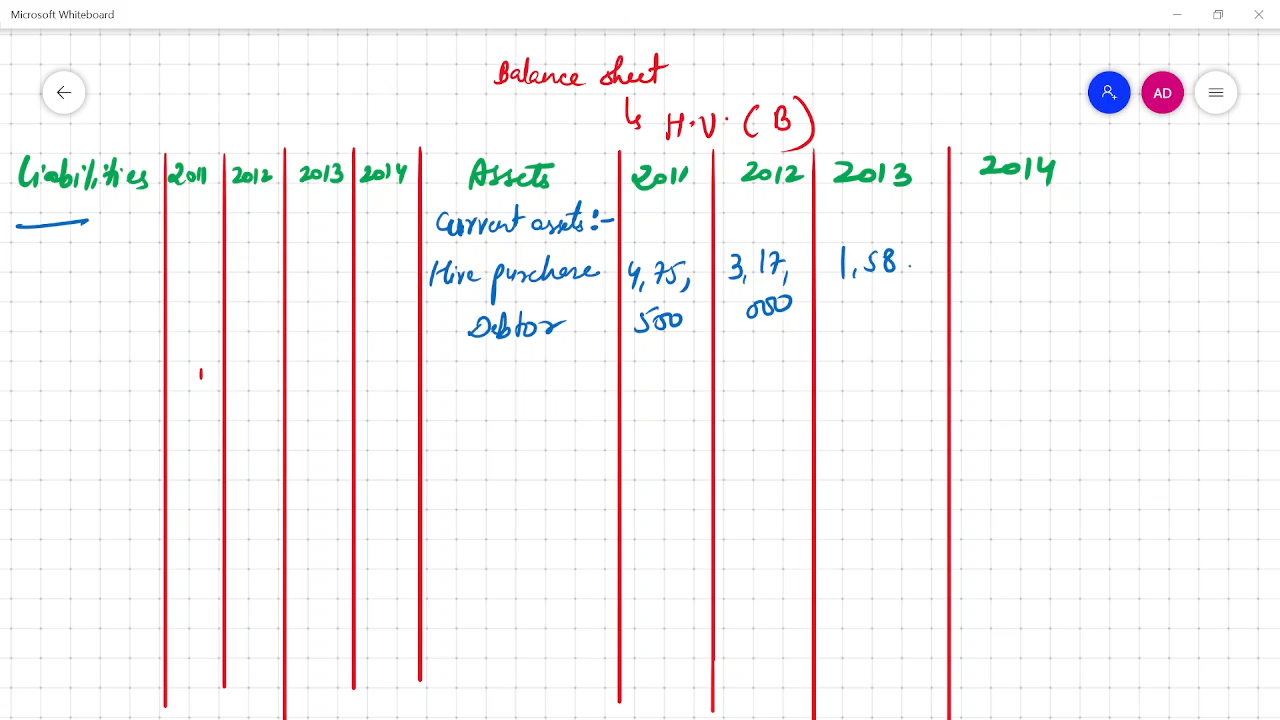 Microsoft Whiteboard
Balance sheet
↳ H.V. (B)
AD
Liabilities 2011 2012 2013 2014 Assets 2011 2012 2013 2014
Current assets:-
Hire purchase 4,75, 3,17, 1,58.
Debtor 500 000